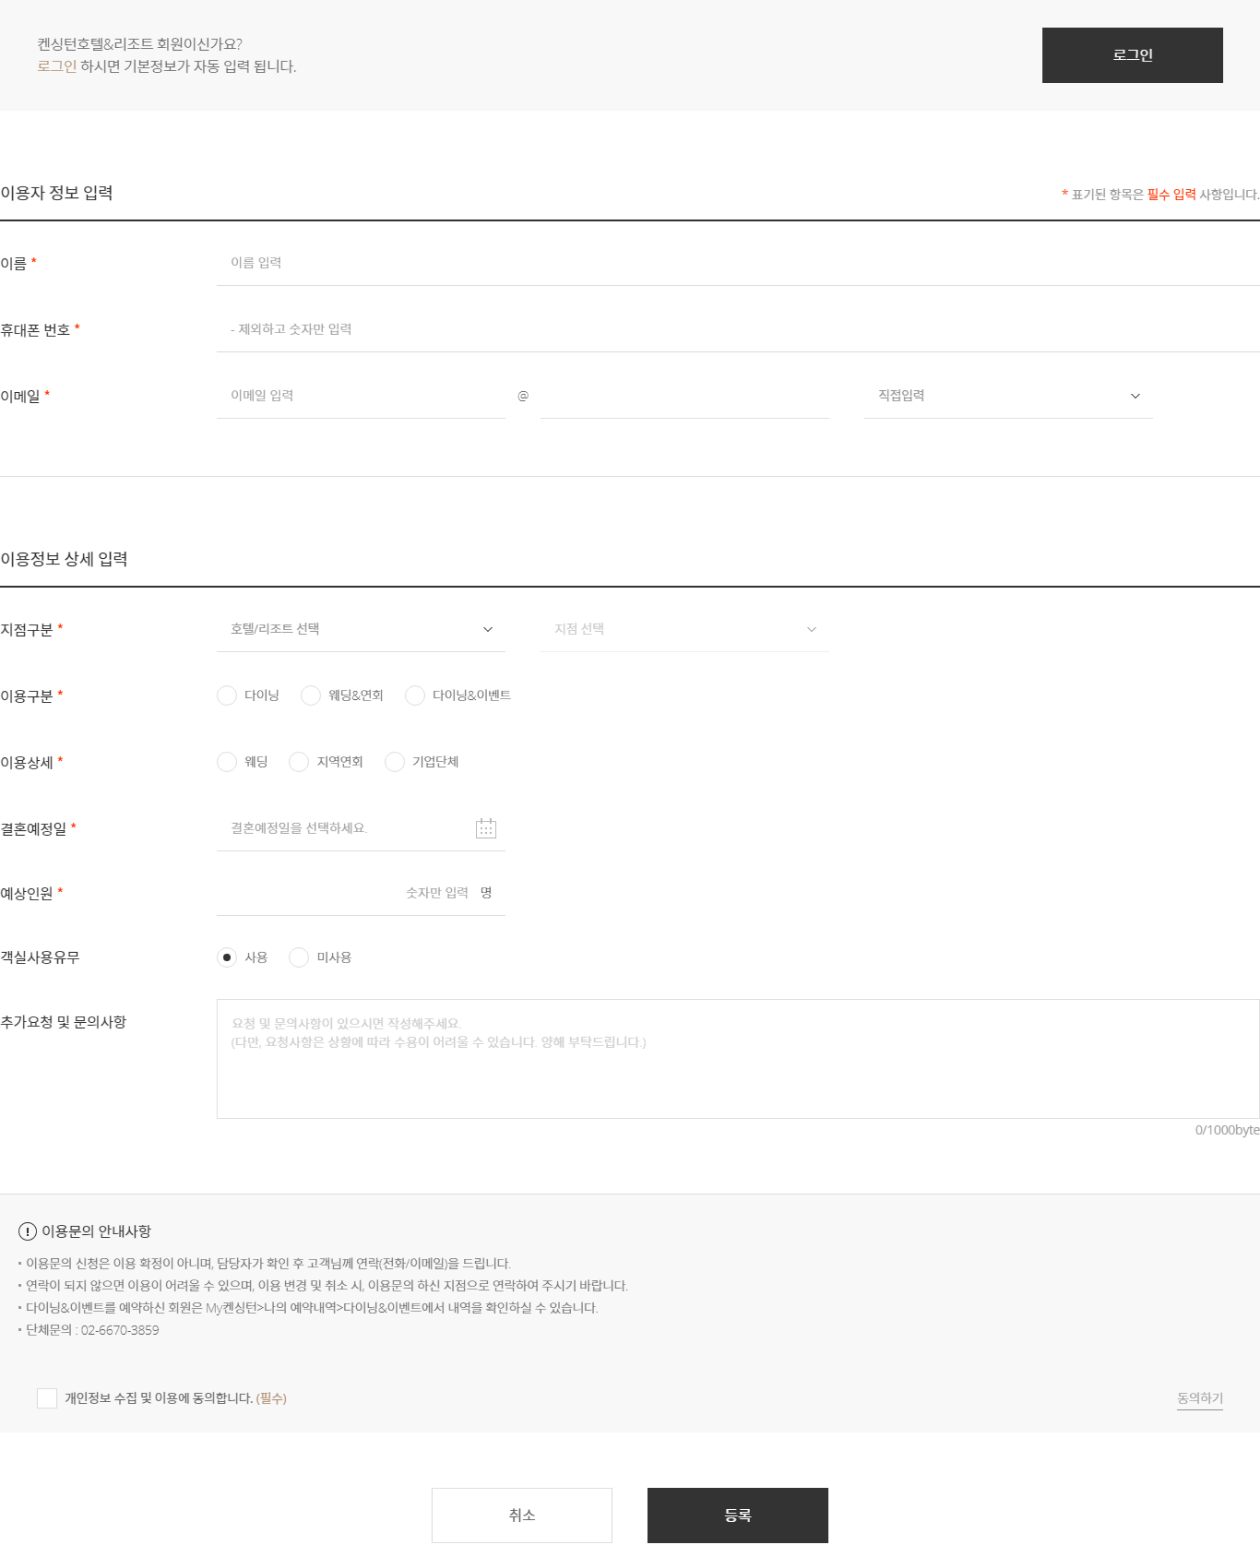 켄싱턴호텔&리조트 회원이신가요?
로그인 하시면 기본정보가 자동 입력 됩니다.
로그인
이용자 정보 입력
* 표기된 항목은 필수 입력 사항입니다.
이름 *
이름 입력
휴대폰 번호 *
- 제외하고 숫자만 입력
이메일 *
이메일 입력
@
직접입력
이용정보 상세 입력
지점구분 *
호텔/리조트 선택
지점 선택
이용구분 *
다이닝
웨딩&연회
다이닝&이벤트
이용상세 *
웨딩
지역연회
기업단체
결혼예정일 *
결혼예정일을 선택하세요.
예상인원 *
숫자만 입력
명
객실사용유무
사용
미사용
추가요청 및 문의사항
요청 및 문의사항이 있으시면 작성해주세요.
(다만, 요청사항은 상황에 따라 수용이 어려울 수 있습니다. 양해 부탁드립니다.)
0/1000byte
이용문의 안내사항
• 이용문의 신청은 이용 확정이 아니며, 담당자가 확인 후 고객님께 연락(전화/이메일)을 드립니다.
• 연락이 되지 않으면 이용이 어려울 수 있으며, 이용 변경 및 취소 시, 이용문의 하신 지점으로 연락하여 주시기 바랍니다.
• 다이닝&이벤트를 예약하신 회원은 My켄싱턴>나의 예약내역>다이닝&이벤트에서 내역을 확인하실 수 있습니다.
• 단체문의 : 02-6670-3859
개인정보 수집 및 이용에 동의합니다. (필수)
동의하기
취소
등록